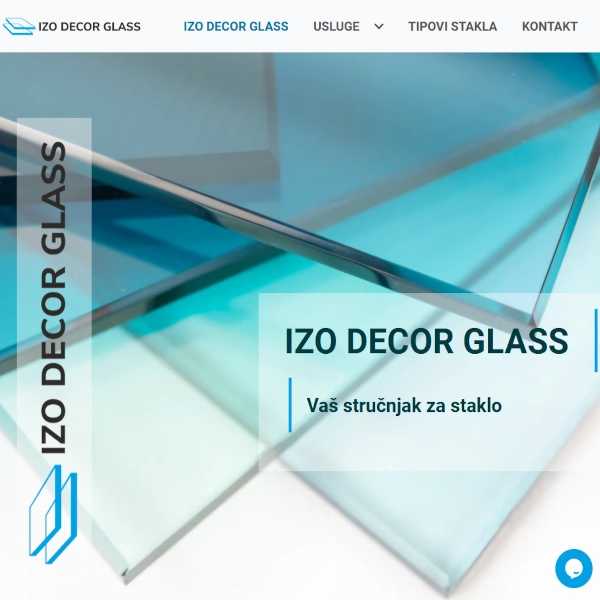 IZO DECOR GLASS
IZO DECOR GLASS
USLUGE
TIPOVI STAKLA
KONTAKT
IZO DECOR GLASS
IZO DECOR GLASS
Vaš stručnjak za staklo